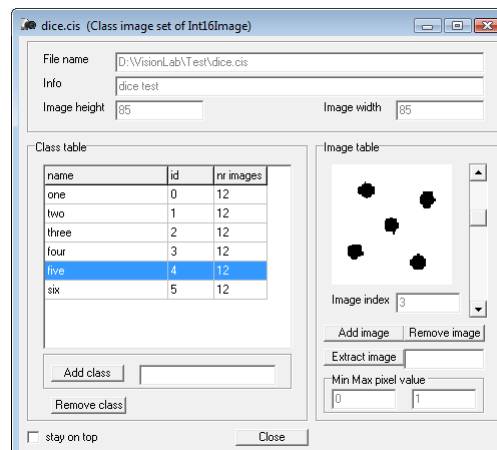 dice.cis (Class image set of Int16Image)
File name D:\VisionLab\Test\dice.cis
Info dice test
Image height 85 Image width 85
Class table
name id nr images
one 0 12
two 1 12
three 2 12
four 3 12
five 4 12
six 5 12
Add class
Remove class
Image table
Image index 3
Add image Remove image
Extract image
Min Max pixel value
0 1
stay on top Close